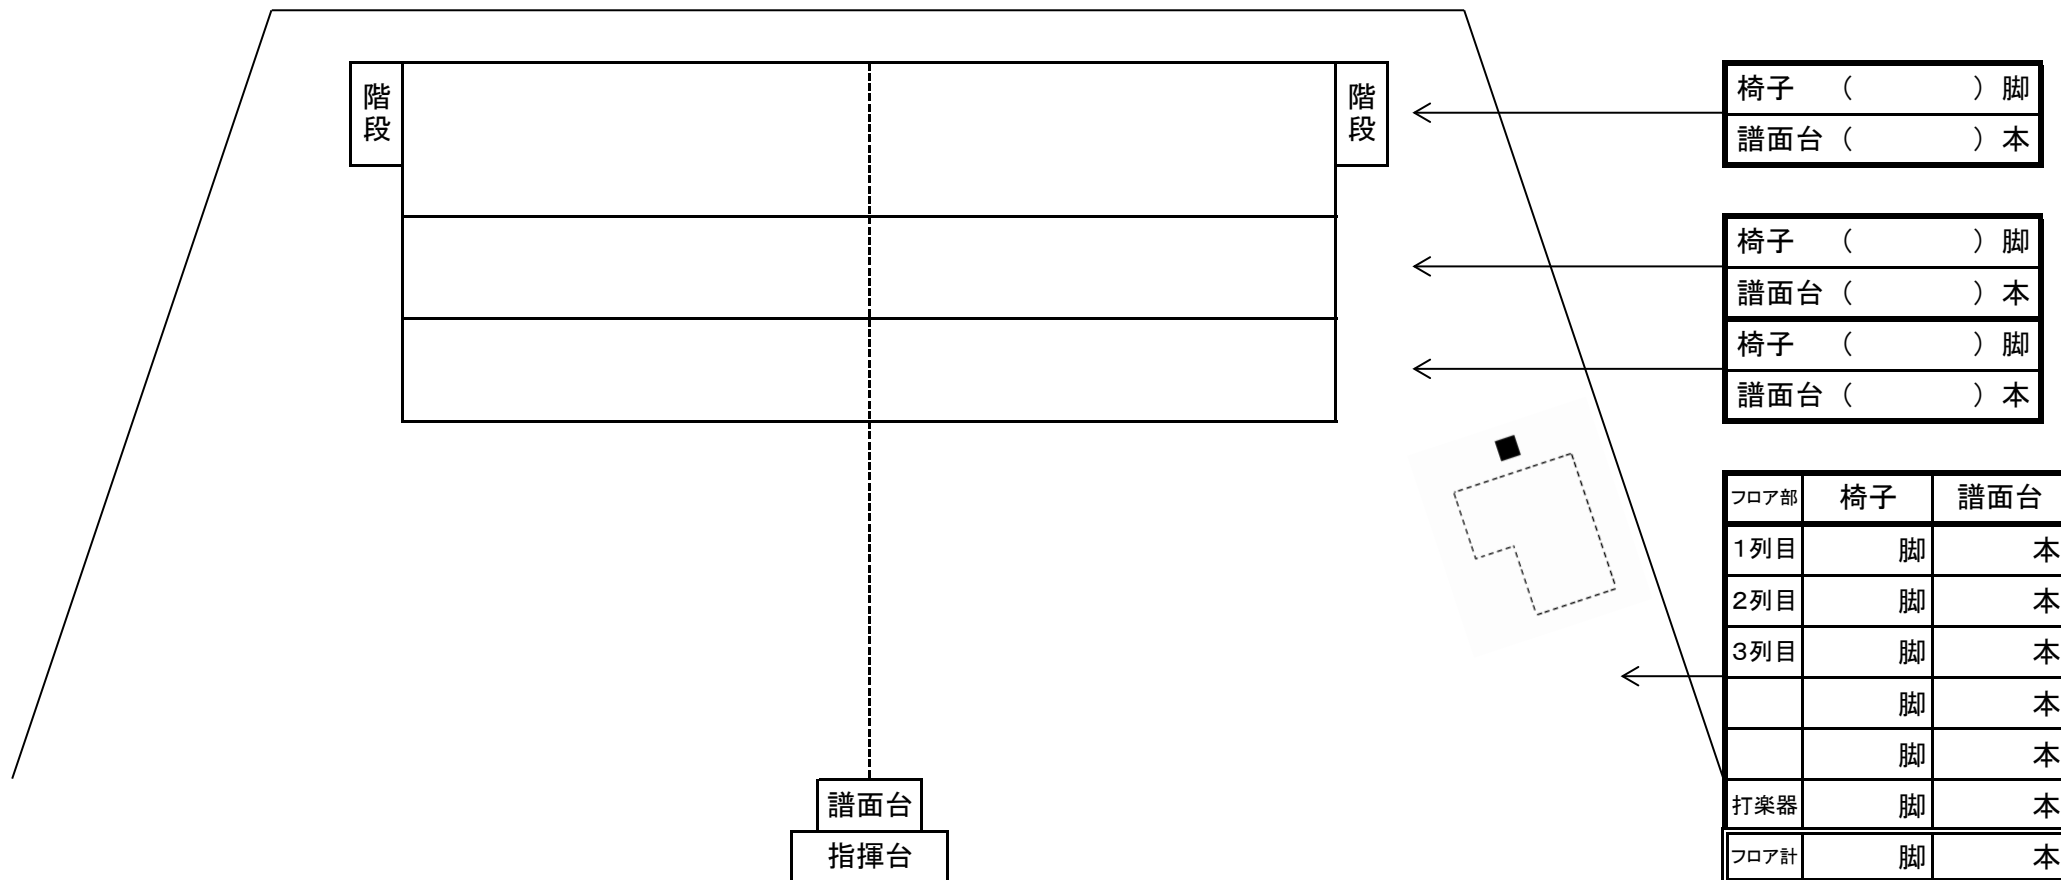 階段
階段
椅子　（　　　　）脚
譜面台（　　　　）本
椅子　（　　　　）脚
譜面台（　　　　）本
椅子　（　　　　）脚
譜面台（　　　　）本
フロア部　椅子　譜面台
1列目　脚　本
2列目　脚　本
3列目　脚　本
脚　本
脚　本
打楽器　脚　本
フロア計　脚　本
譜面台
指揮台